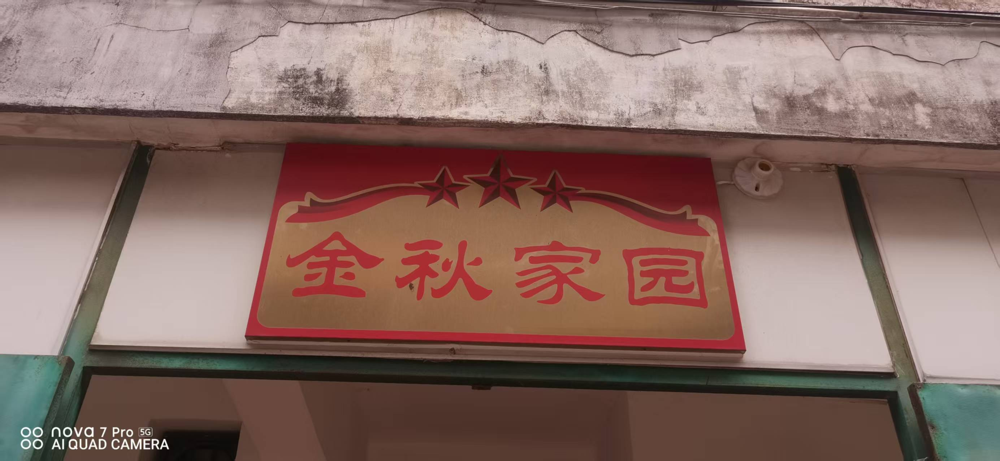 金秋家园
nova 7 Pro 5G
AI QUAD CAMERA